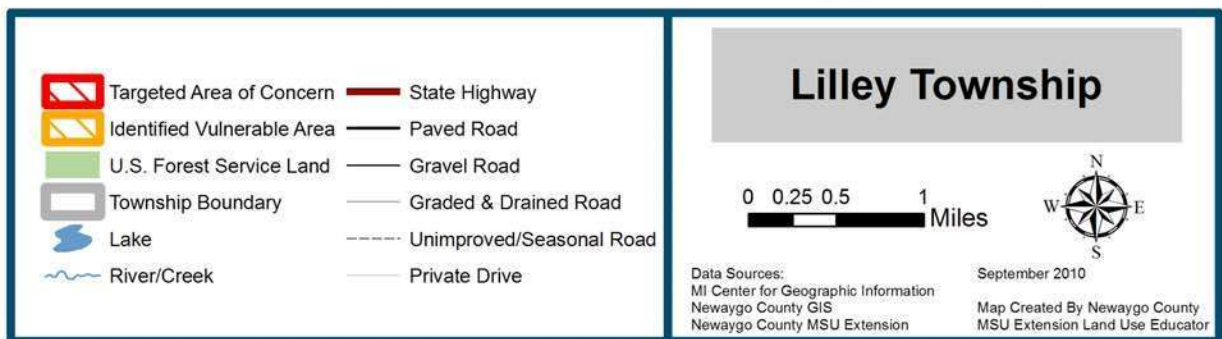 Targeted Area of Concern
Identified Vulnerable Area
U.S. Forest Service Land
Township Boundary
Lake
River/Creek
State Highway
Paved Road
Gravel Road
Graded & Drained Road
Unimproved/Seasonal Road
Private Drive
Lilley Township
0 0.25 0.5 1
Miles
N
W E
S
Data Sources:
MI Center for Geographic Information
Newaygo County GIS
Newaygo County MSU Extension
September 2010
Map Created By Newaygo County
MSU Extension Land Use Educator